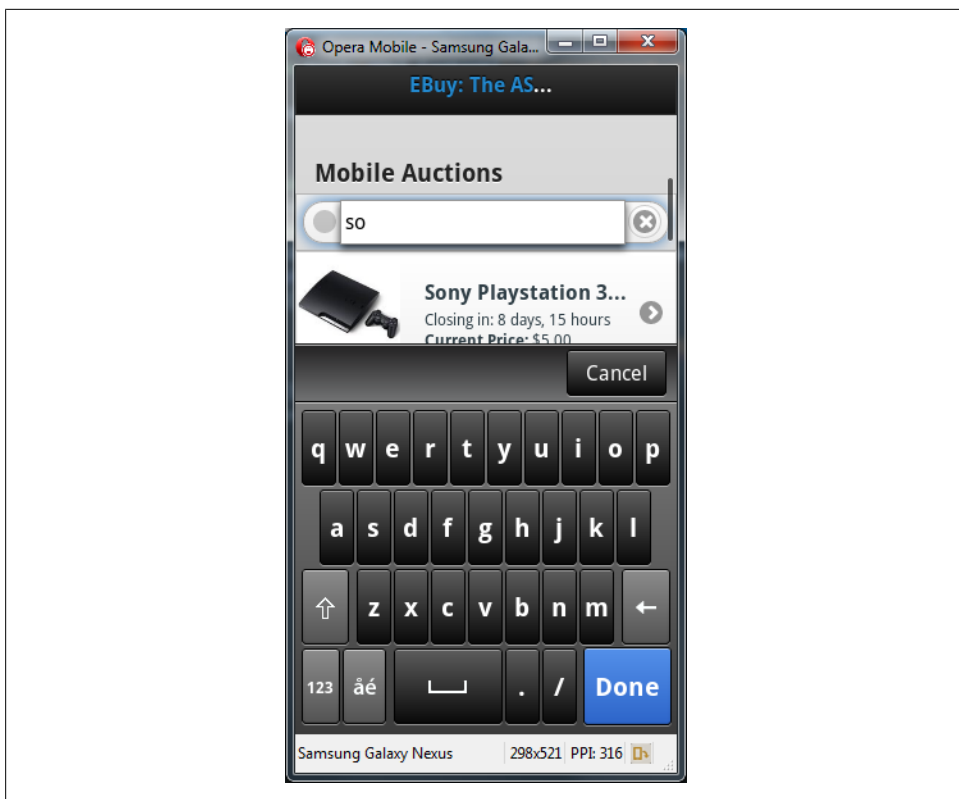 Opera Mobile - Samsung Gala...
EBuy: The AS...
Mobile Auctions
so
Sony Playstation 3...
Closing in: 8 days, 15 hours
Current Price: $5.00
Cancel
q w e r t y u i o p
a s d f g h j k l
z x c v b n m
123 åé . / Done
Samsung Galaxy Nexus 298x521 PPI: 316